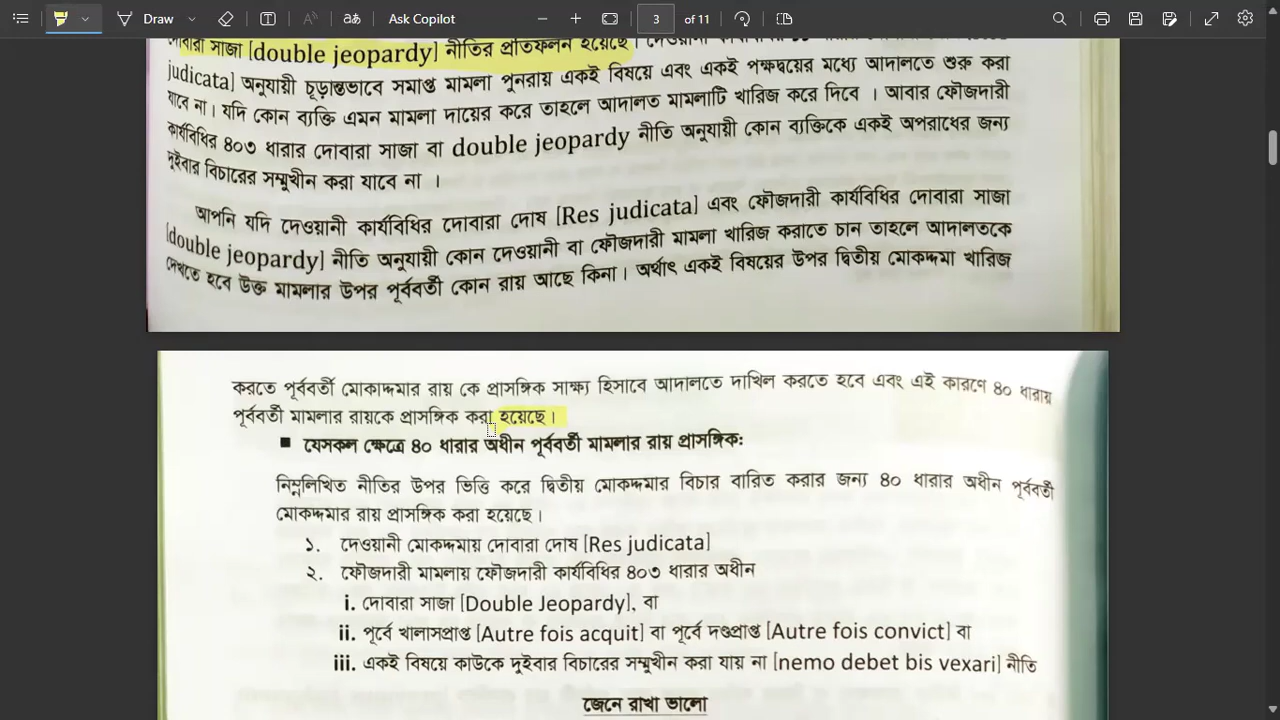 Draw
Ask Copilot
3 of 11
দোবারা সাজা [double jeopardy] নীতির প্রতিফলন হয়েছে।
judicata] অনুযায়ী চূড়ান্তভাবে সমাপ্ত মামলা পুনরায় একই বিষয়ে এবং একই পক্ষদ্বয়ের মধ্যে আদালতে শুরু করা
যাবে না। যদি কোন ব্যক্তি এমন মামলা দায়ের করে তাহলে আদালত মামলাটি খারিজ করে দিবে । আবার ফৌজদারী
কার্যবিধির ৪০৩ ধারার দোবারা সাজা বা double jeopardy নীতি অনুযায়ী কোন ব্যক্তিকে একই অপরাধের জন্য
দুইবার বিচারের সম্মুখীন করা যাবে না ।
আপনি যদি দেওয়ানী কার্যবিধির দোবারা দোষ [Res judicata] এবং ফৌজদারী কার্যবিধির দোবারা সাজা
[double jeopardy] নীতি অনুযায়ী কোন দেওয়ানী বা ফৌজদারী মামলা খারিজ করাতে চান তাহলে আদালতকে
দেখতে হবে উক্ত মামলার উপর পূর্ববর্তী কোন রায় আছে কিনা। অর্থাৎ একই বিষয়ের উপর দ্বিতীয় মোকদ্দমা খারিজ
করতে পূর্ববর্তী মোকাদ্দমার রায় কে প্রাসঙ্গিক সাক্ষ্য হিসাবে আদালতে দাখিল করতে হবে এবং এই কারণে ৪০ ধারায়
পূর্ববর্তী মামলার রায়কে প্রাসঙ্গিক করা হয়েছে।
■ যেসকল ক্ষেত্রে ৪০ ধারার অধীন পূর্ববর্তী মামলার রায় প্রাসঙ্গিক:
নিম্নলিখিত নীতির উপর ভিত্তি করে দ্বিতীয় মোকদ্দমার বিচার বারিত করার জন্য ৪০ ধারার অধীন পূর্ববর্তী
মোকদ্দমার রায় প্রাসঙ্গিক করা হয়েছে।
১. দেওয়ানী মোকদ্দমায় দোবারা দোষ [Res judicata]
২. ফৌজদারী মামলায় ফৌজদারী কার্যবিধির ৪০৩ ধারার অধীন
i. দোবারা সাজা [Double Jeopardy], বা
ii. পূর্বে খালাসপ্রাপ্ত [Autre fois acquit] বা পূর্বে দণ্ডপ্রাপ্ত [Autre fois convict] বা
iii. একই বিষয়ে কাউকে দুইবার বিচারের সম্মুখীন করা যায় না [nemo debet bis vexari] নীতি
জেনে রাখা ভালো